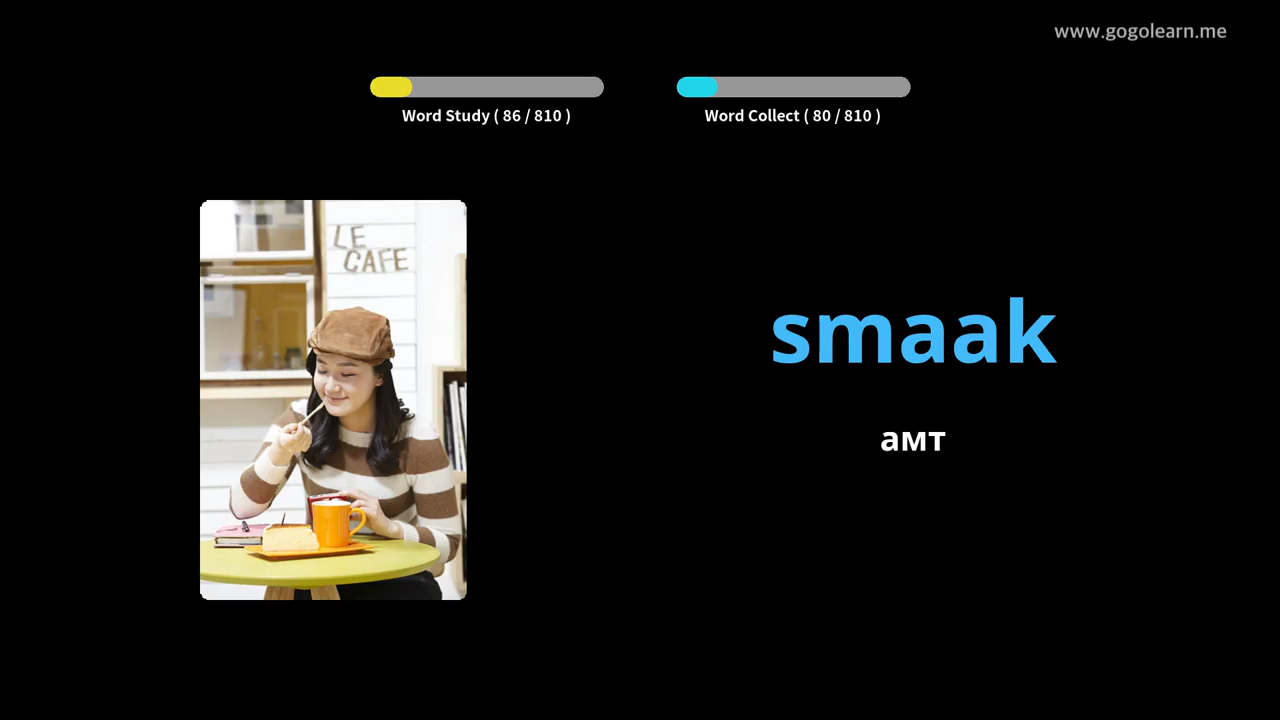 www.gogolearn.me
Word Study ( 86 / 810 )
Word Collect ( 80 / 810 )
LE
CAFE
smaak
амт